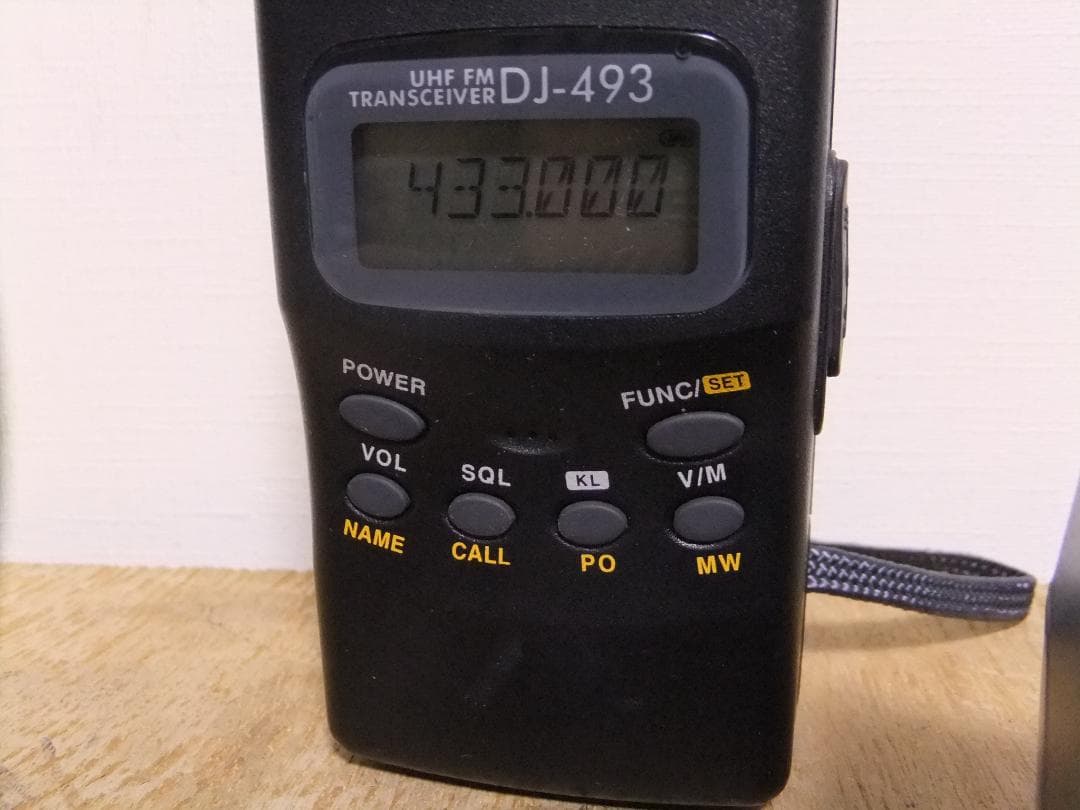 UHF FM
TRANSCEIVER DJ-493
433.000
POWER
FUNC/SET
VOL
SQL
KL
V/M
NAME
CALL
PO
MW